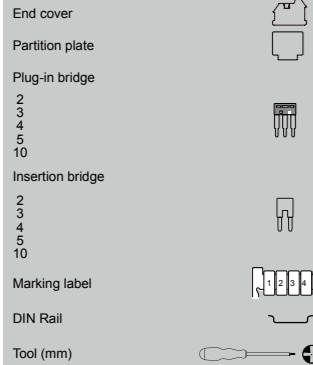 End cover
Partition plate
Plug-in bridge
2
3
4
5
10
Insertion bridge
2
3
4
5
10
Marking label
1 2 3 4
DIN Rail
Tool (mm)